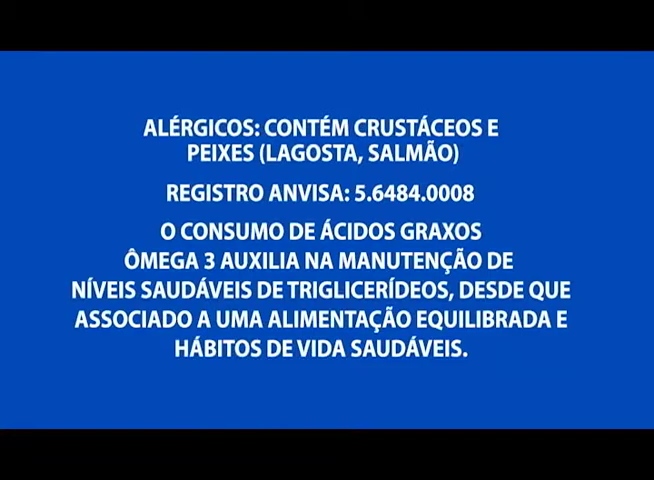 ALÉRGICOS: CONTÉM CRUSTÁCEOS E
PEIXES (LAGOSTA, SALMÃO)
REGISTRO ANVISA: 5.6484.0008
O CONSUMO DE ÁCIDOS GRAXOS
ÔMEGA 3 AUXILIA NA MANUTENÇÃO DE
NÍVEIS SAUDÁVEIS DE TRIGLICERÍDEOS, DESDE QUE
ASSOCIADO A UMA ALIMENTAÇÃO EQUILIBRADA E
HÁBITOS DE VIDA SAUDÁVEIS.